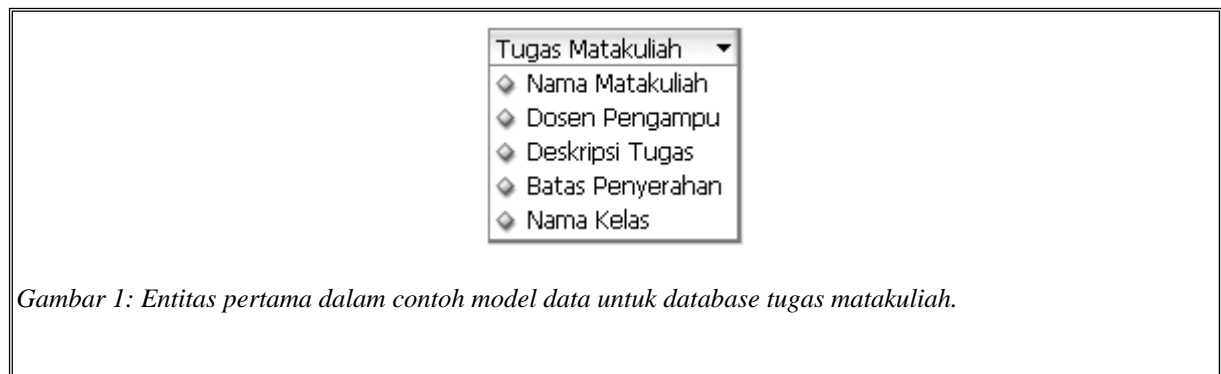 Tugas Matakuliah
Nama Matakuliah
Dosen Pengampu
Deskripsi Tugas
Batas Penyerahan
Nama Kelas
Gambar 1: Entitas pertama dalam contoh model data untuk database tugas matakuliah.